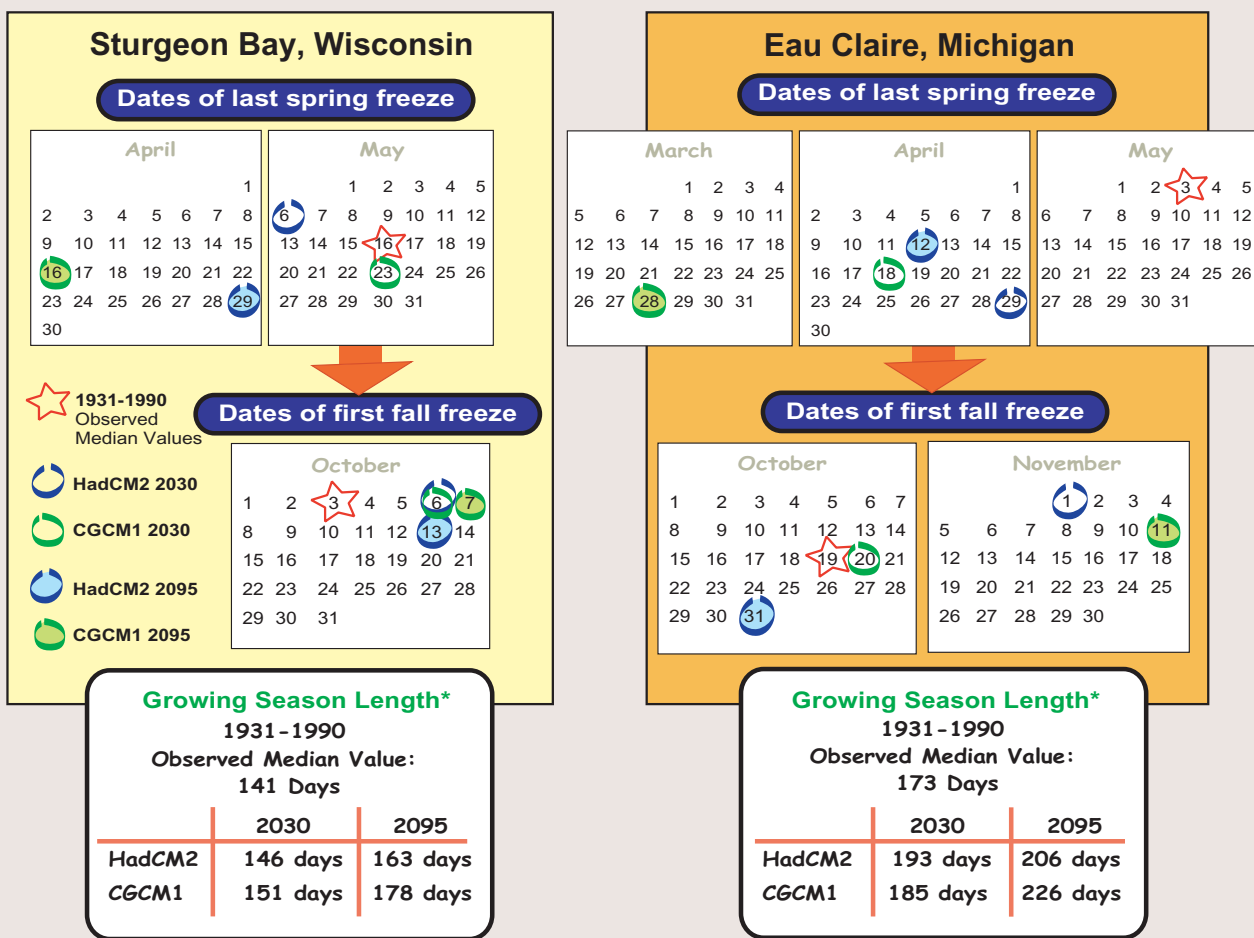 Sturgeon Bay, Wisconsin
Dates of last spring freeze
April
1
2 3 4 5 6 7 8
9 10 11 12 13 14 15
16 17 18 19 20 21 22
23 24 25 26 27 28 29
30
May
1 2 3 4 5
6 7 8 9 10 11 12
13 14 15 16 17 18 19
20 21 22 23 24 25 26
27 28 29 30 31
1931-1990
Observed
Median Values
HadCM2 2030
CGCM1 2030
HadCM2 2095
CGCM1 2095
Dates of first fall freeze
October
1 2 3 4 5 6 7
8 9 10 11 12 13 14
15 16 17 18 19 20 21
22 23 24 25 26 27 28
29 30 31
Growing Season Length*
1931-1990
Observed Median Value:
141 Days
2030 2095
HadCM2 146 days 163 days
CGCM1 151 days 178 days
Eau Claire, Michigan
Dates of last spring freeze
March
1 2 3 4
5 6 7 8 9 10 11
12 13 14 15 16 17 18
19 20 21 22 23 24 25
26 27 28 29 30 31
April
1
2 3 4 5 6 7 8
9 10 11 12 13 14 15
16 17 18 19 20 21 22
23 24 25 26 27 28 29
30
May
1 2 3 4 5
6 7 8 9 10 11 12
13 14 15 16 17 18 19
20 21 22 23 24 25 26
27 28 29 30 31
Dates of first fall freeze
October
1 2 3 4 5 6 7
8 9 10 11 12 13 14
15 16 17 18 19 20 21
22 23 24 25 26 27 28
29 30 31
November
1 2 3 4
5 6 7 8 9 10 11
12 13 14 15 16 17 18
19 20 21 22 23 24 25
26 27 28 29 30
Growing Season Length*
1931-1990
Observed Median Value:
173 Days
2030 2095
HadCM2 193 days 206 days
CGCM1 185 days 226 days